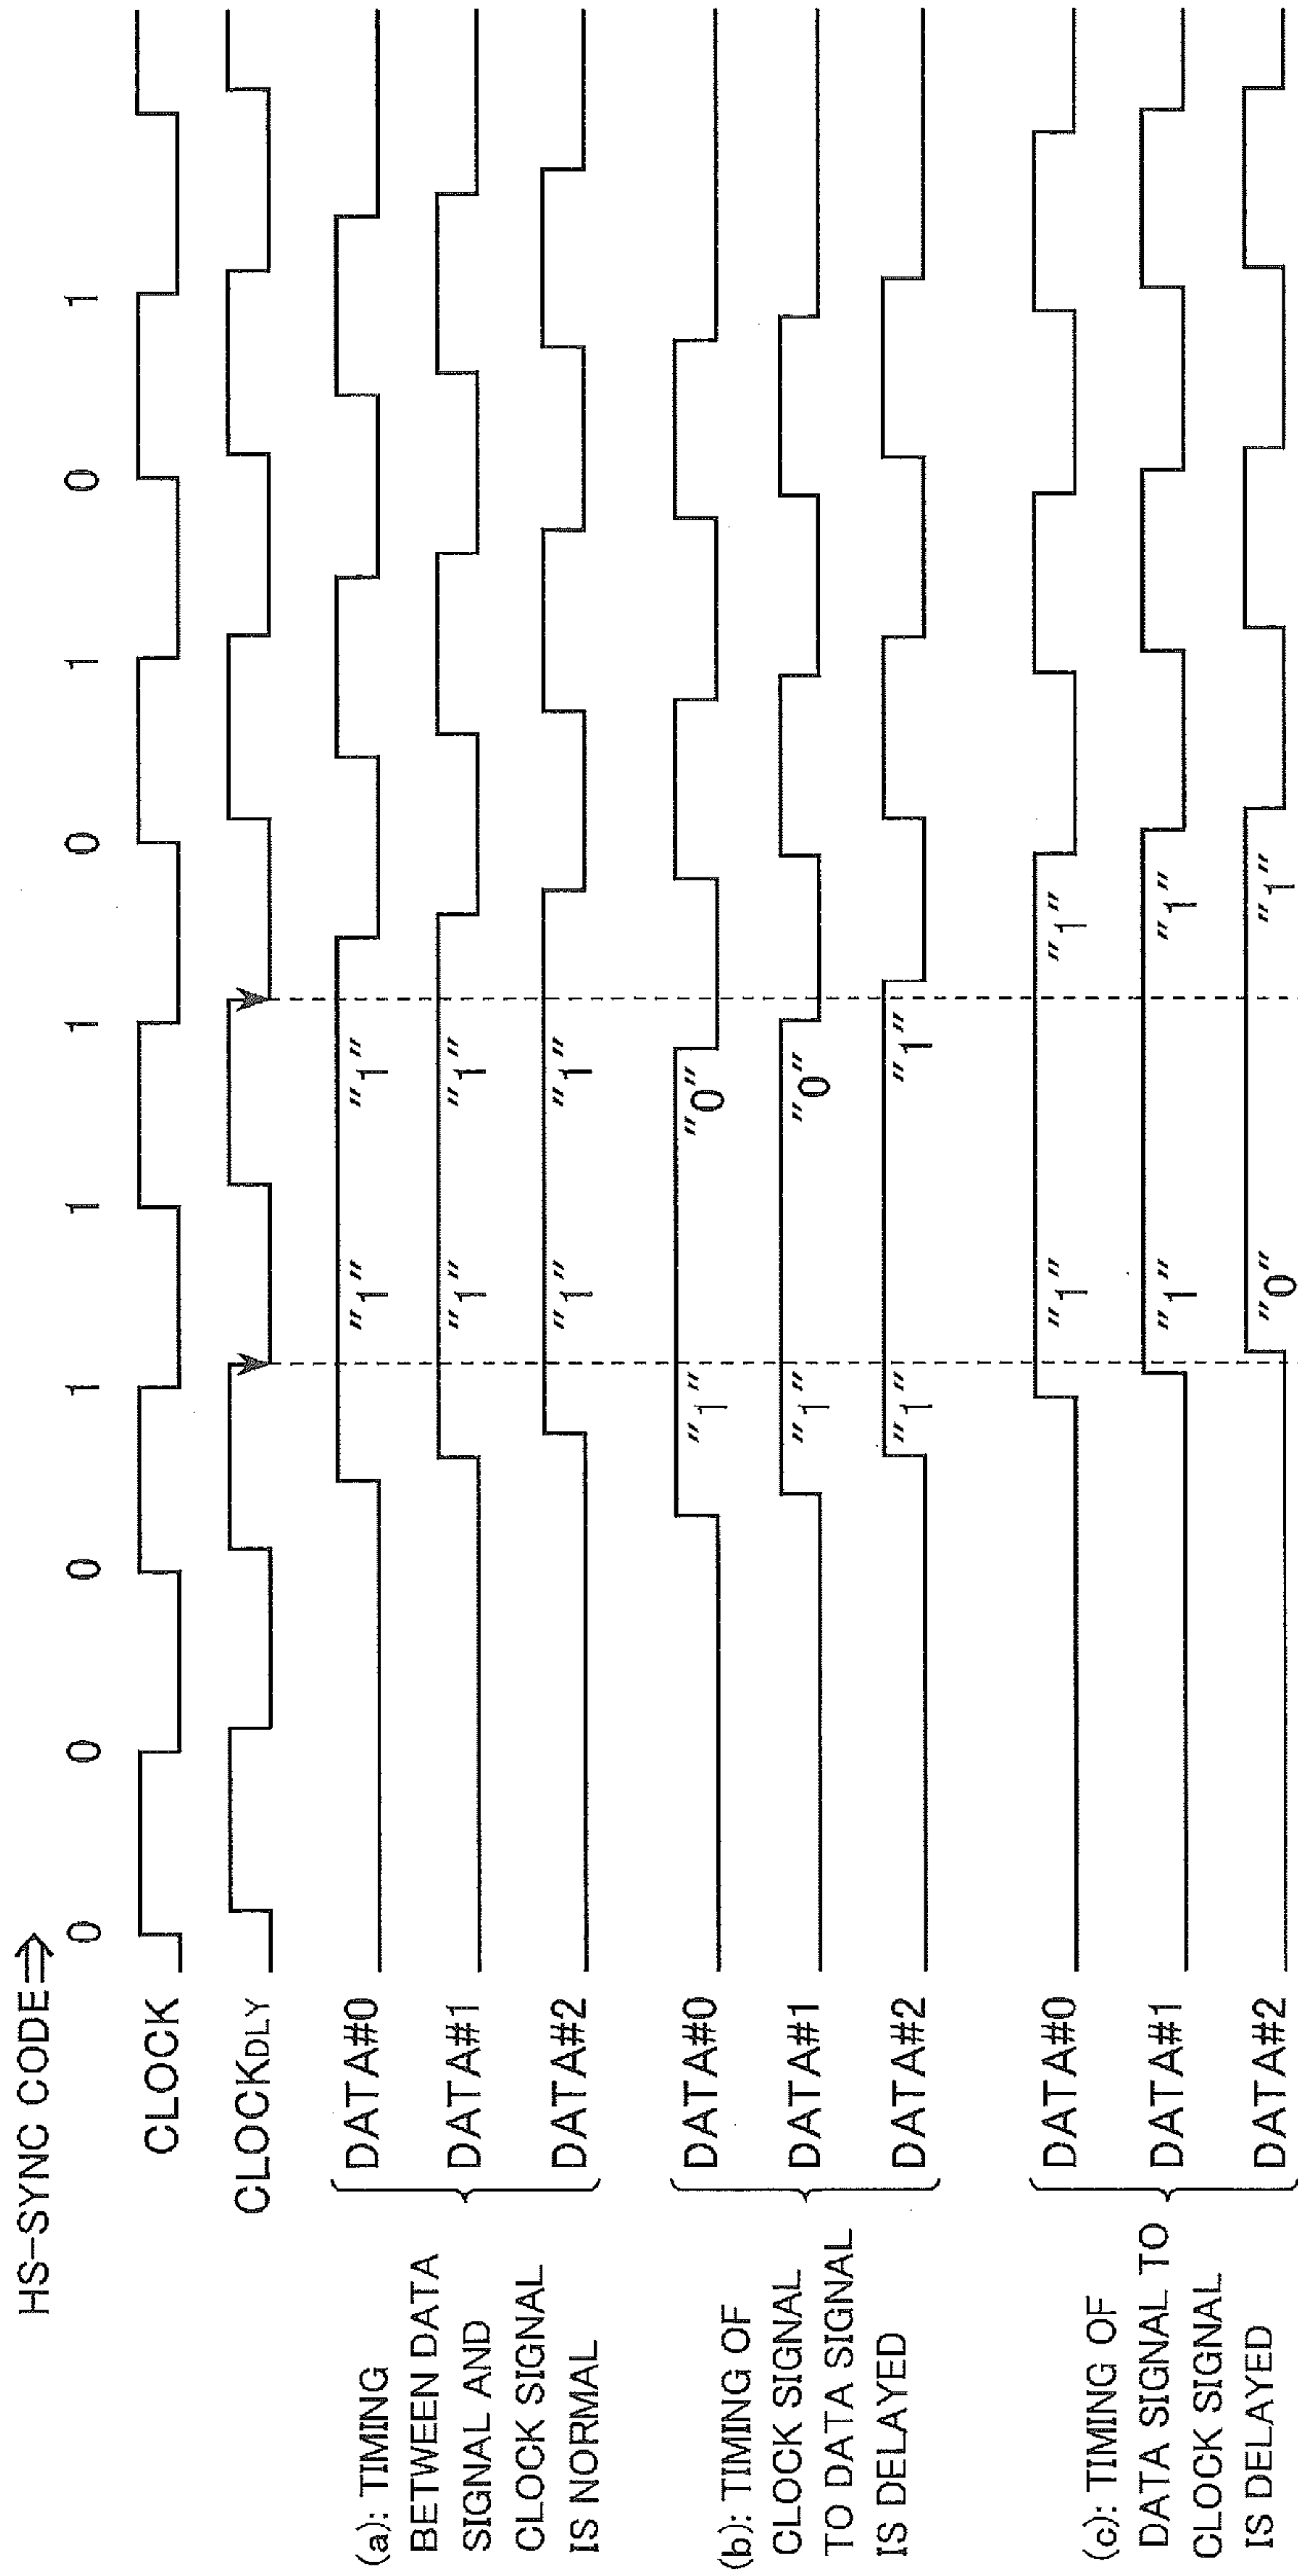 HS-SYNC CODE⇒
0 0 0 1 1 1 0 1 0 1
CLOCK
CLOCKDLY
(a): TIMING
BETWEEN DATA
SIGNAL AND
CLOCK SIGNAL
IS NORMAL
DATA#0
"1" "1"
DATA#1
"1" "1"
DATA#2
"1" "1"
(b): TIMING OF
CLOCK SIGNAL
TO DATA SIGNAL
IS DELAYED
DATA#0
"1" "0"
DATA#1
"1" "0"
DATA#2
"1" "1"
(c): TIMING OF
DATA SIGNAL TO
CLOCK SIGNAL
IS DELAYED
DATA#0
"1" "1"
DATA#1
"1" "1"
DATA#2
"0" "1"